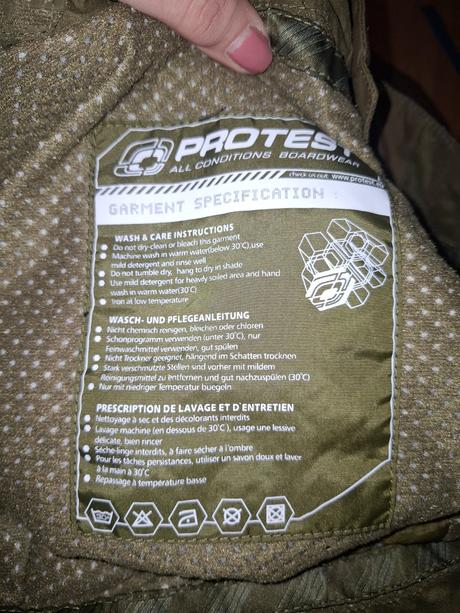 PROTEST
ALL CONDITIONS BOARDWEAR
check us out: www.protest.eu
GARMENT SPECIFICATION
WASH & CARE INSTRUCTIONS
● Do not dry-clean or bleach this garment
● Machine wash in warm water(below 30℃),use
mild detergent and rinse well
● Do not tumble dry, hang to dry in shade
● Use mild detergent for heavily soiled area and hand
wash in warm water(30℃)
● Iron at low temperature
WASCH- UND PFLEGEANLEITUNG
● Nicht chemisch reinigen, blechen oder chloren
● Schonprogramm verwenden (unter 30℃), nur
Feinwaschmittel verwenden, gut spülen
● Nicht Trockner geeignet, hängend im Schatten trocknen
● Stark verschmutzte Stellen sind vorher mit mildem
Reinigungsmittel zu entfernen und gut nachzuspülen (30℃)
● Nur mit niedriger Temperatur buegeln
PRESCRIPTION DE LAVAGE ET D`ENTRETIEN
● Nettoyage à sec et des décolorants interdits
● Lavage machine (en dessous de 30℃), usage une lessive
délicate, bien rincer
● Sèche-linge interdits, à faire sécher à l'ombre
● Pour les tâches persistances, utiliser un savon doux et laver
à la main à 30℃
● Repassage à température basse